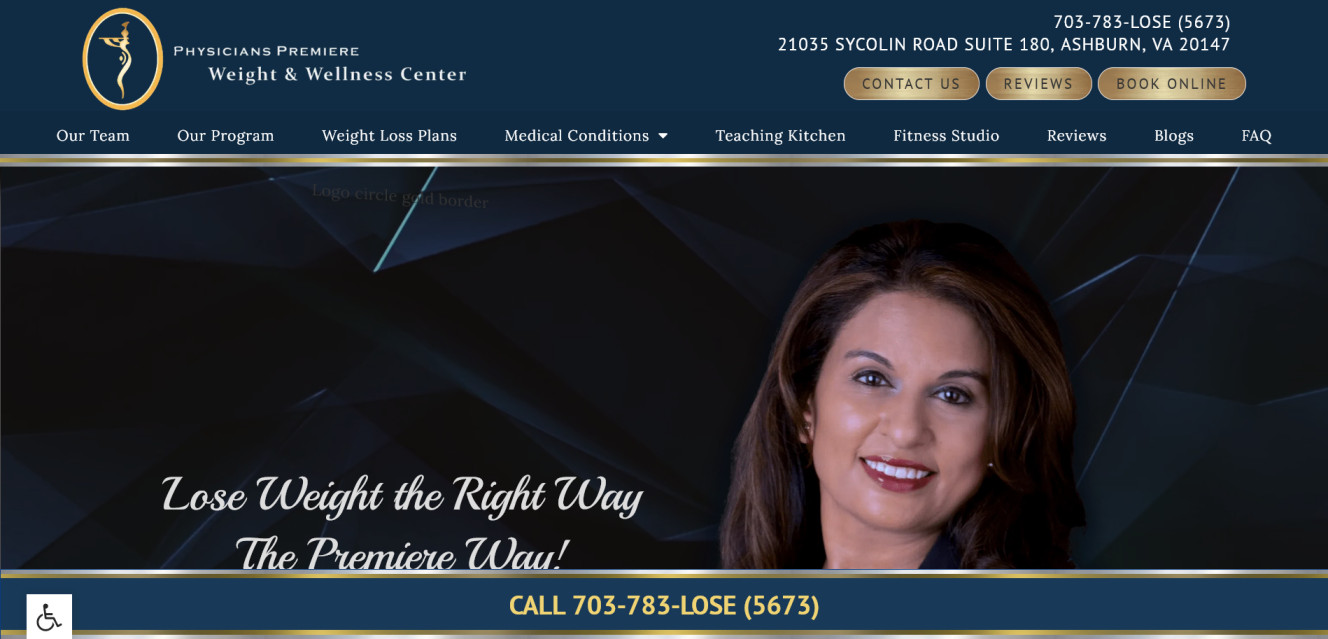 PHYSICIANS PREMIERE
Weight & Wellness Center
703-783-LOSE (5673)
21035 SYCOLIN ROAD SUITE 180, ASHBURN, VA 20147
CONTACT US REVIEWS BOOK ONLINE
Our Team Our Program Weight Loss Plans Medical Conditions Teaching Kitchen Fitness Studio Reviews Blogs FAQ
Logo circle gold border
Lose Weight the Right Way
The Premiere Way!
CALL 703-783-LOSE (5673)